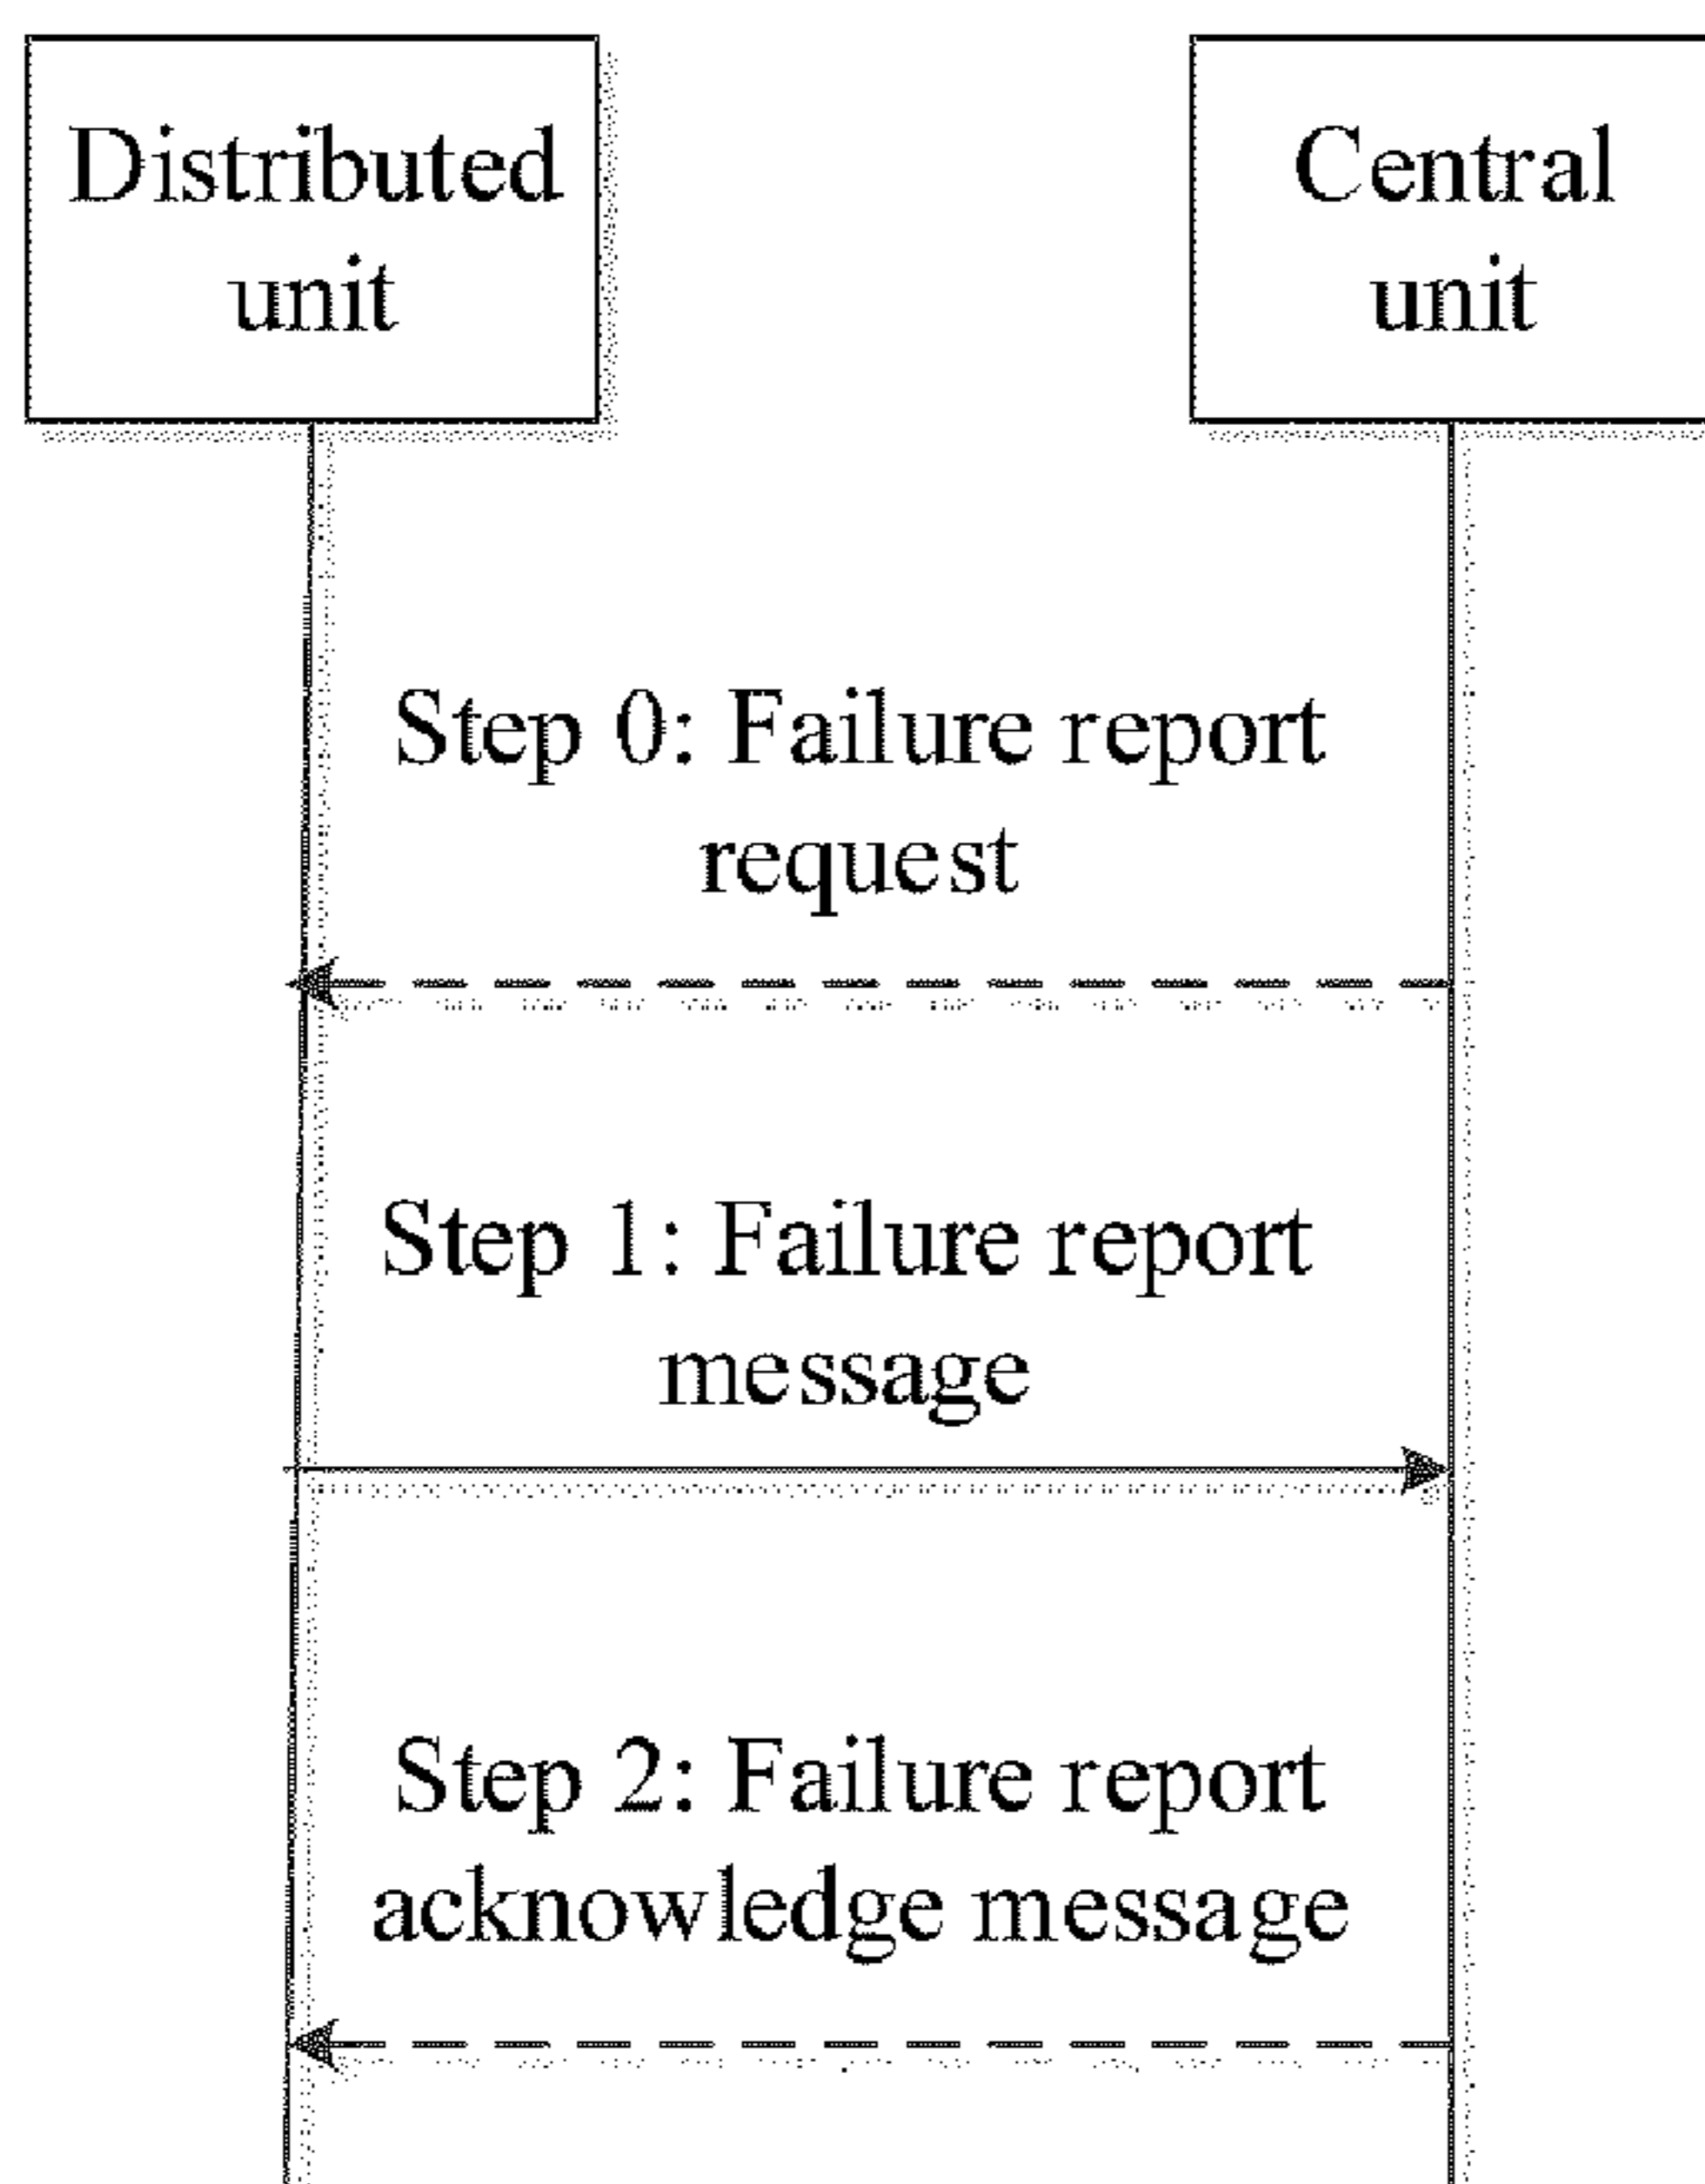 Distributed
unit
Central
unit
Step 0: Failure report
request
Step 1: Failure report
message
Step 2: Failure report
acknowledge message